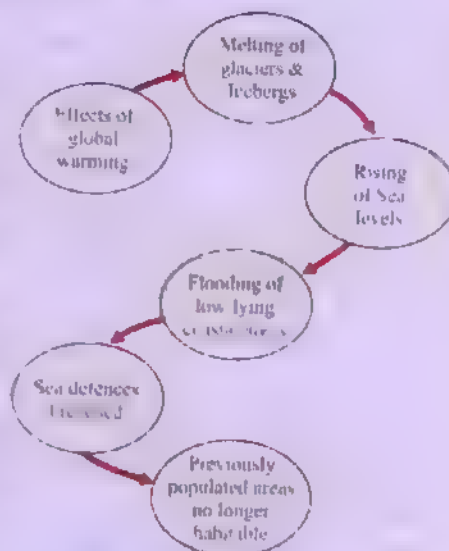 Effects of
global
warming
Melting of
glaciers &
Icebergs
Rising
of Sea
levels
Flooding of
low lying
Sea defences
Previously
populated areas
no longer
habitable